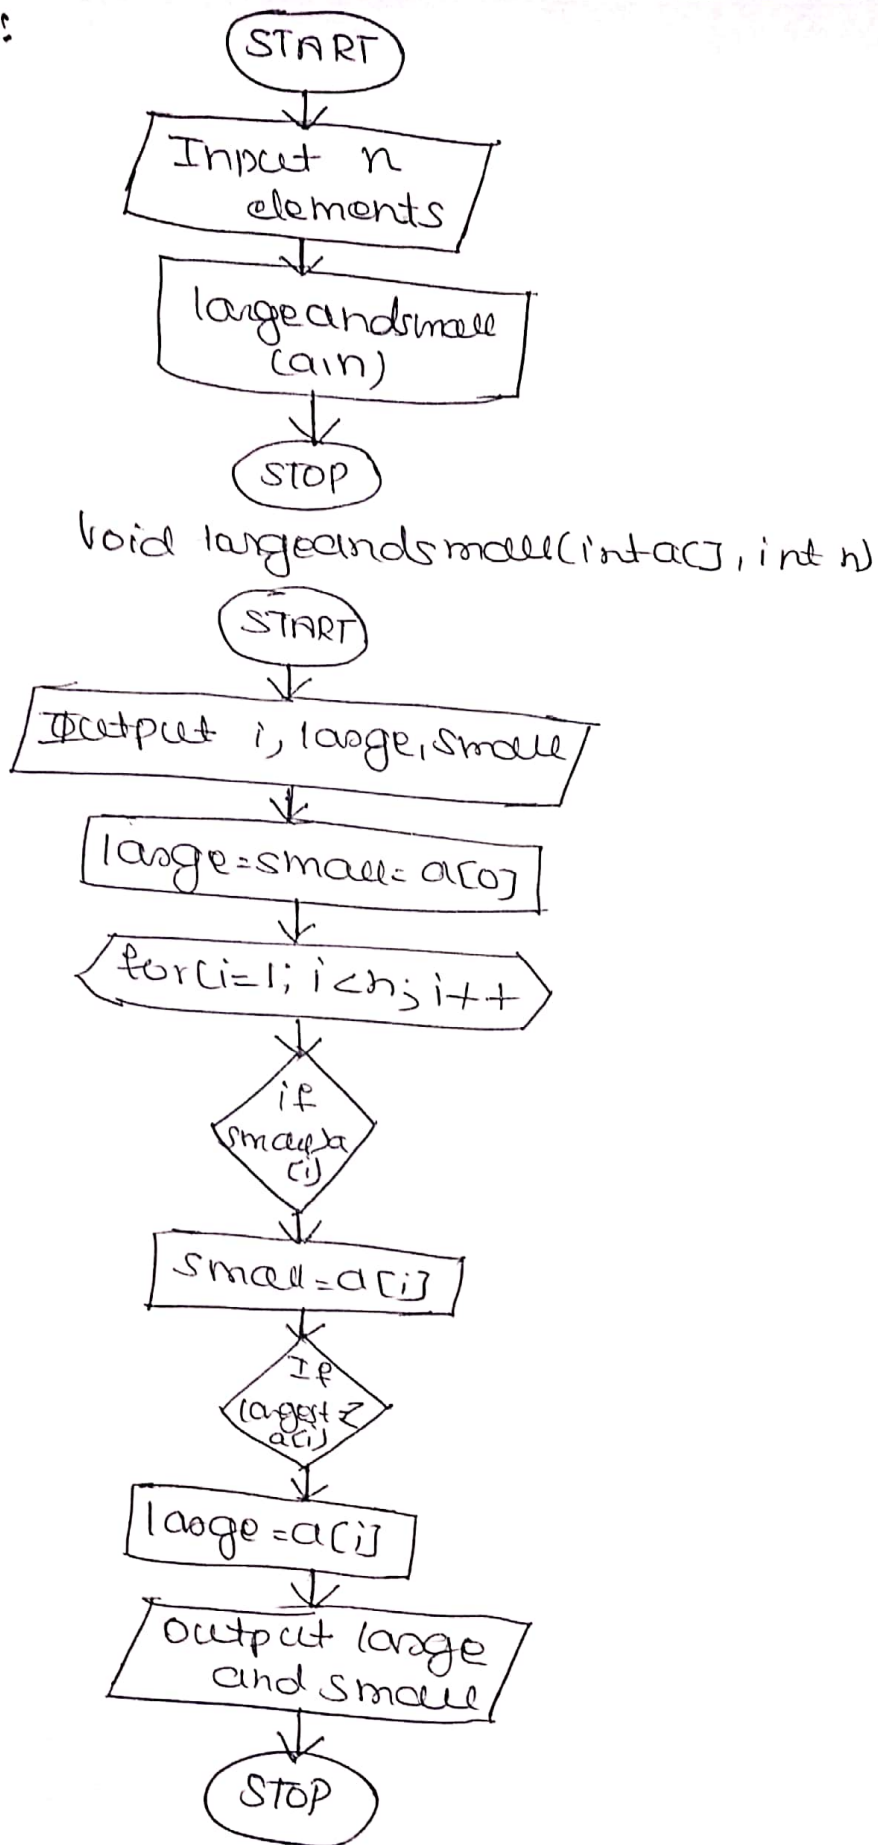 :
START
Input n
elements
largeandsmall
(a,n)
STOP
void largeandsmall(int a[], int n)
START
Output i, large, small
large=small=a[0]
for(i=1; i<n; i++
if
small>a
[i]
small=a[i]
If
largest<
a[i]
large=a[i]
output large
and small
STOP